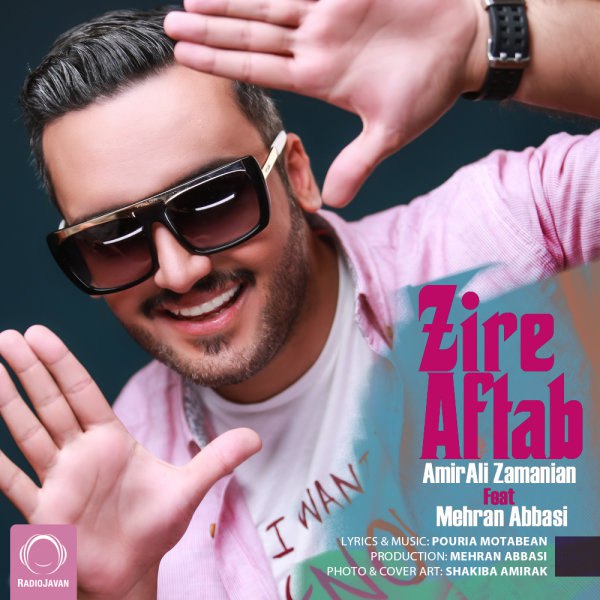 Zire
Aftab
AmirAli Zamanian
Feat
Mehran Abbasi
I WANT
LYRICS & MUSIC: POURIA MOTABEAN
PRODUCTION: MEHRAN ABBASI
PHOTO & COVER ART: SHAKIBA AMIRAK
RADIOJAVAN